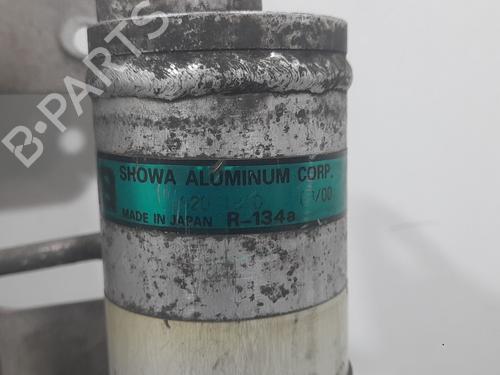 B-PARTS
SHOWA ALUMINUM CORP.
MADE IN JAPAN R-134a